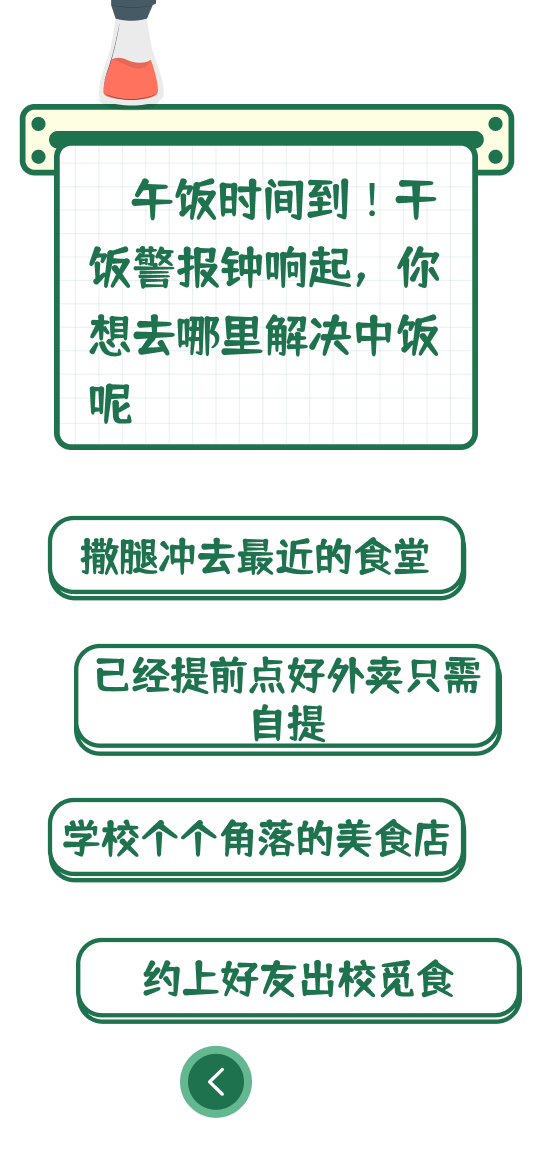 午饭时间到！干
饭警报钟响起，你
想去哪里解决中饭
呢
撒腿冲去最近的食堂
已经提前点好外卖只需
自提
学校个个角落的美食店
约上好友出校觅食